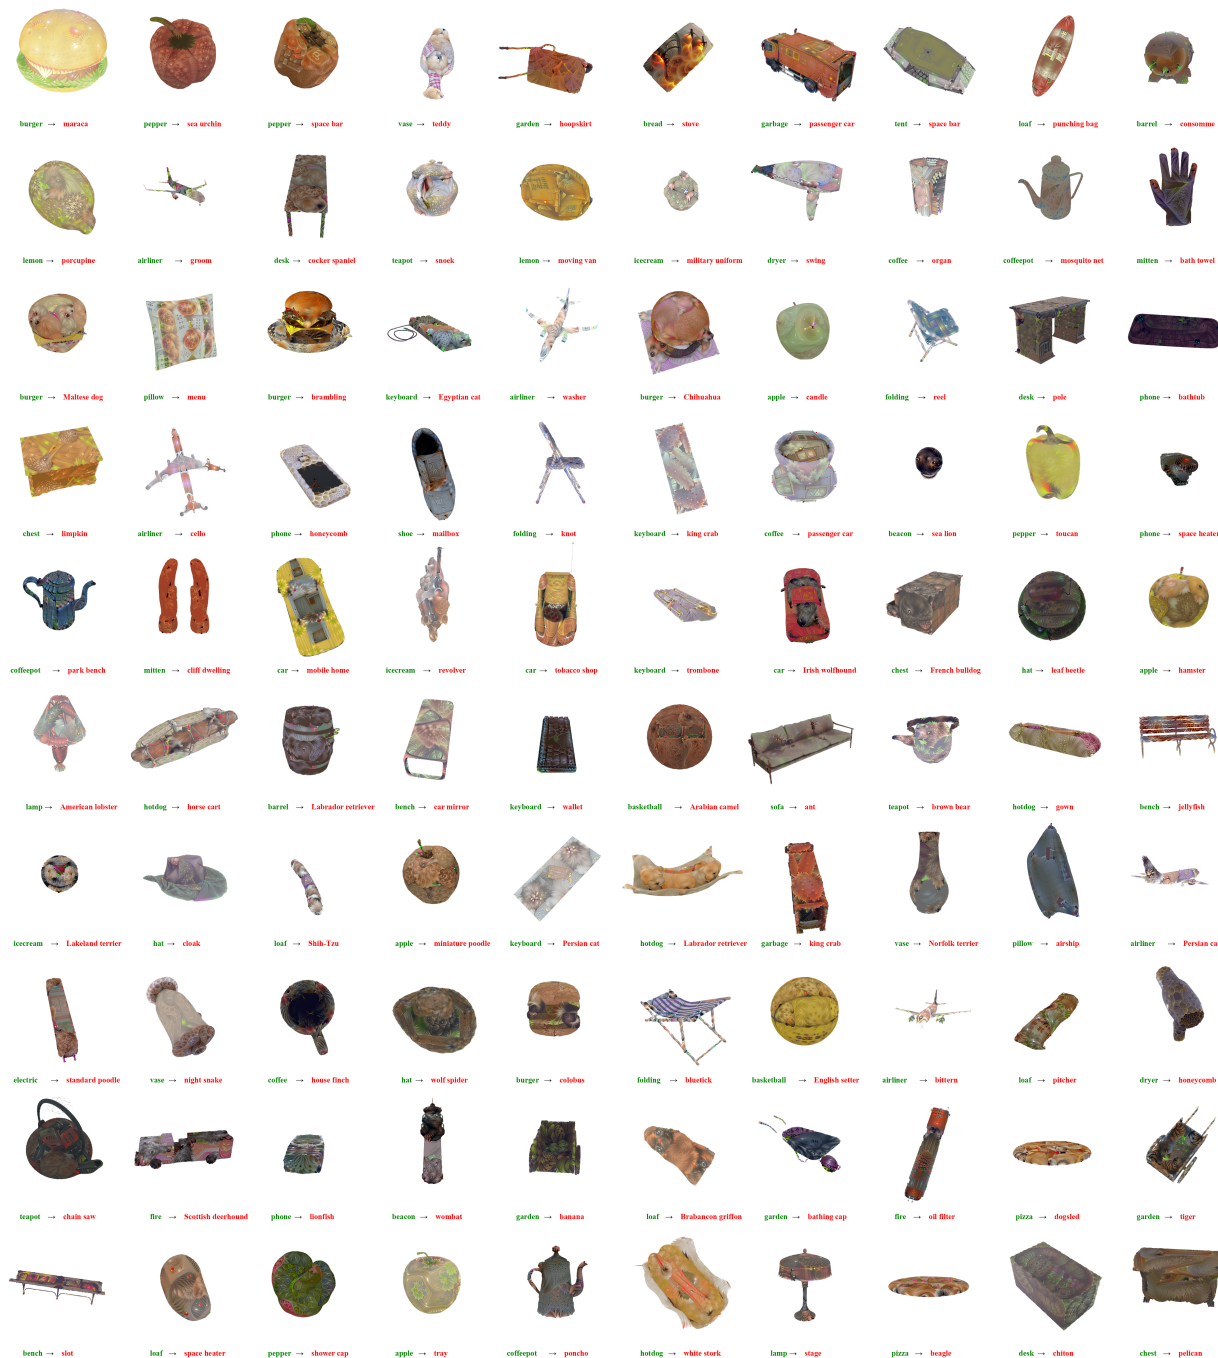 burger → maraca pepper → sea urchin pepper → space bar vase → teddy garden → hoopskirt bread → stove garbage → passenger car tent → space bar loaf → punching bag barrel → consomme
lemon → porcupine airliner → groom desk → cocker spaniel teapot → snoek lemon → moving van icecream → military uniform dryer → swing coffee → organ coffeepot → mosquito net mitten → bath towel
burger → Maltese dog pillow → menu burger → brambling keyboard → Egyptian cat airliner → washer burger → Chihuahua apple → candle folding → reel desk → pole phone → bathtub
chest → limpkin airliner → cello phone → honeycomb shoe → mailbox folding → knot keyboard → king crab coffee → passenger car beacon → sea lion pepper → toucan phone → space heater
coffeepot → park bench mitten → cliff dwelling car → mobile home icecream → revolver car → tobacco shop keyboard → trombone car → Irish wolfhound chest → French bulldog hat → leaf beetle apple → hamster
lamp → American lobster hotdog → horse cart barrel → Labrador retriever bench → car mirror keyboard → wallet basketball → Arabian camel sofa → ant teapot → brown bear hotdog → gown bench → jellyfish
icecream → Lakeland terrier hat → cloak loaf → Shih-Tzu apple → miniature poodle keyboard → Persian cat hotdog → Labrador retriever garbage → king crab vase → Norfolk terrier pillow → airship airliner → Persian ca
electric → standard poodle vase → night snake coffee → house finch hat → wolf spider burger → colobus folding → bluetick basketball → English setter airliner → bittern loaf → pitcher dryer → honeycomb
teapot → chain saw fire → Scottish deerhound phone → lionfish beacon → wombat garden → banana loaf → Brabancon griffon garden → bathing cap fire → oil filter pizza → dogsled garden → tiger
bench → slot loaf → space heater pepper → shower cap apple → tray coffeepot → poncho hotdog → white stork lamp → stage pizza → beagle desk → chiton chest → pelican